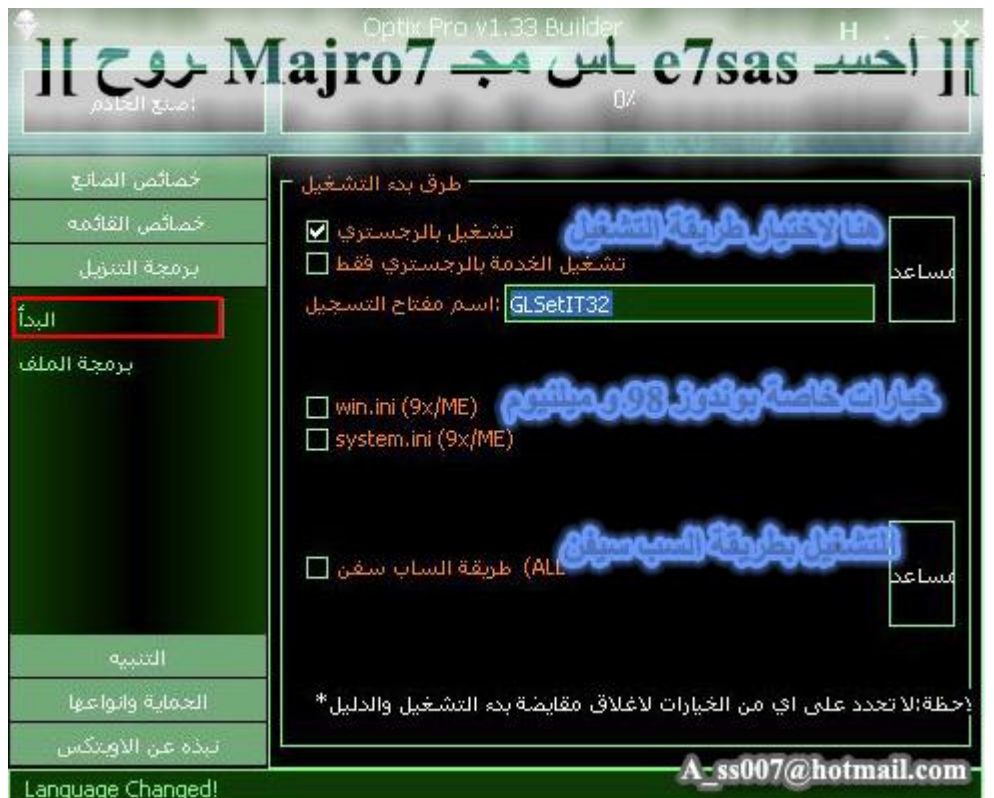 Optix Pro v1.33 Builder
][ احسـ e7sas ـاس مجـ Majro7 ـروح ][
صنع الخادم:
0%
خصائص الصانع
خصائص القائمه
برمجة التنزيل
البدأ
برمجة الملف
التنبيه
الحماية وانواعها
نبذه عن الاوبتكس
طرق بدء التشغيل
هنا لاختيار طريقة التشغيل
تشغيل بالرجستري
تشغيل الخدمة بالرجستري فقط
مساعد
اسم مفتاح التسجيل: GLSetIT32
خيارات خاصة بوندوز 98 و ميلنيوم
win.ini (9x/ME)
system.ini (9x/ME)
التشغيل بطريقة السب سيفن
طريقة الساب سفن (ALL
مساعد
احظة:لا تحدد على اي من الخيارات لاغلاق مقايضة بدء التشغيل والدليل*
A_ss007@hotmail.com
Language Changed!